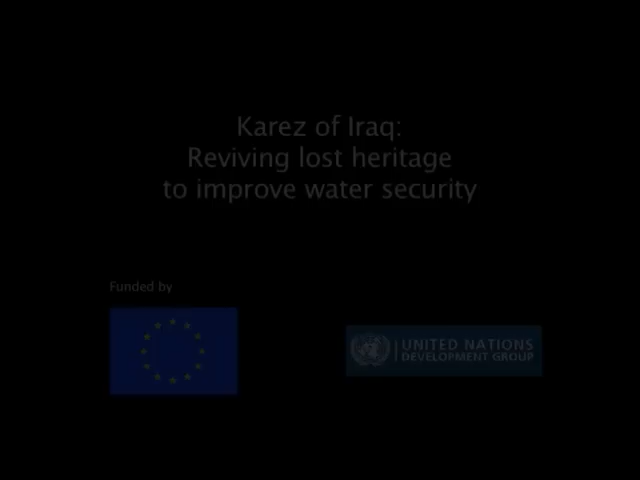 Karez of Iraq:
Reviving lost heritage
to improve water security
Funded by
UNITED NATIONS
DEVELOPMENT GROUP